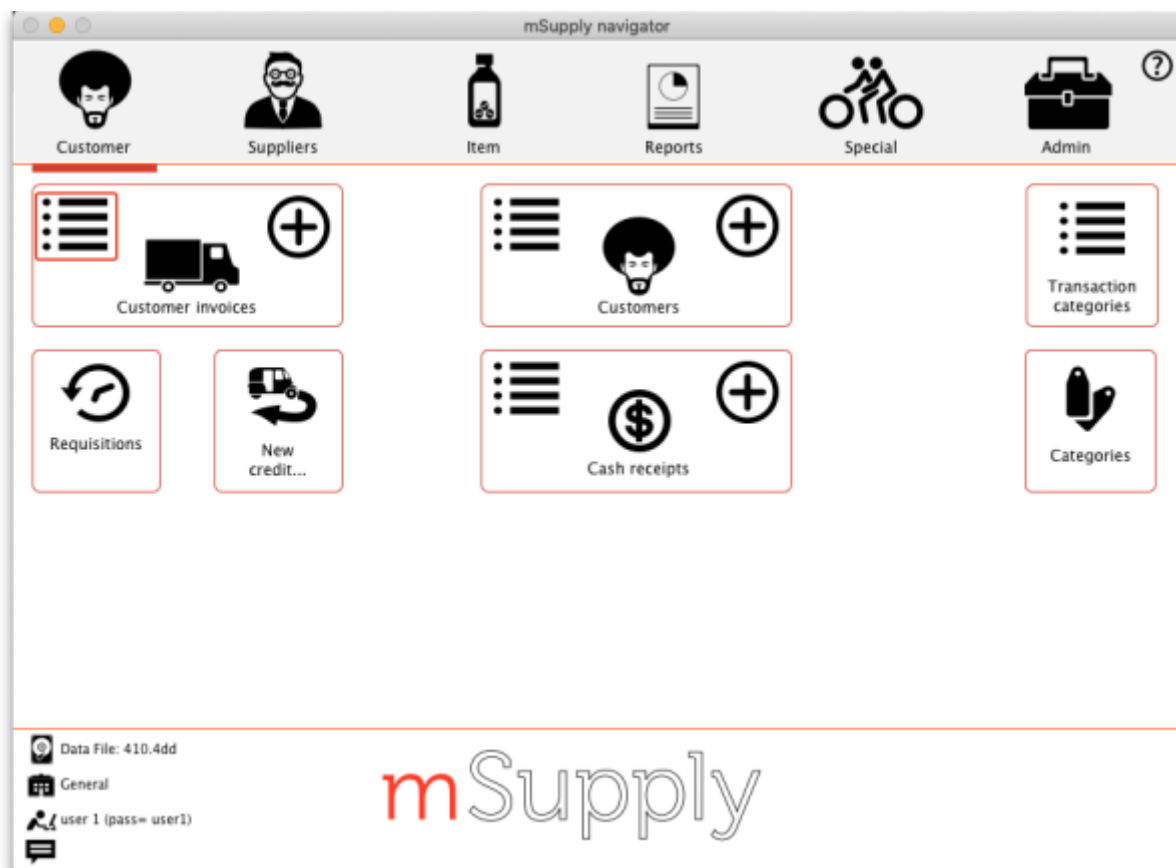 mSupply navigator
Customer
Suppliers
Item
Reports
Special
Admin
?
Customer invoices
Customers
Transaction
categories
Requisitions
New
credit...
$
Cash receipts
Categories
Data File: 410.4dd
General
user 1 (pass= user1)
mSupply